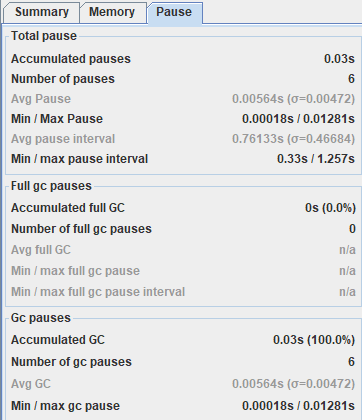 Summary Memory Pause
Total pause
Accumulated pauses 0.03s
Number of pauses 6
Avg Pause 0.00564s (σ=0.00472)
Min / Max Pause 0.00018s / 0.01281s
Avg pause interval 0.76133s (σ=0.46684)
Min / max pause interval 0.33s / 1.257s
Full gc pauses
Accumulated full GC 0s (0.0%)
Number of full gc pauses 0
Avg full GC n/a
Min / max full gc pause n/a
Min / max full gc pause interval n/a
Gc pauses
Accumulated GC 0.03s (100.0%)
Number of gc pauses 6
Avg GC 0.00564s (σ=0.00472)
Min / max gc pause 0.00018s / 0.01281s